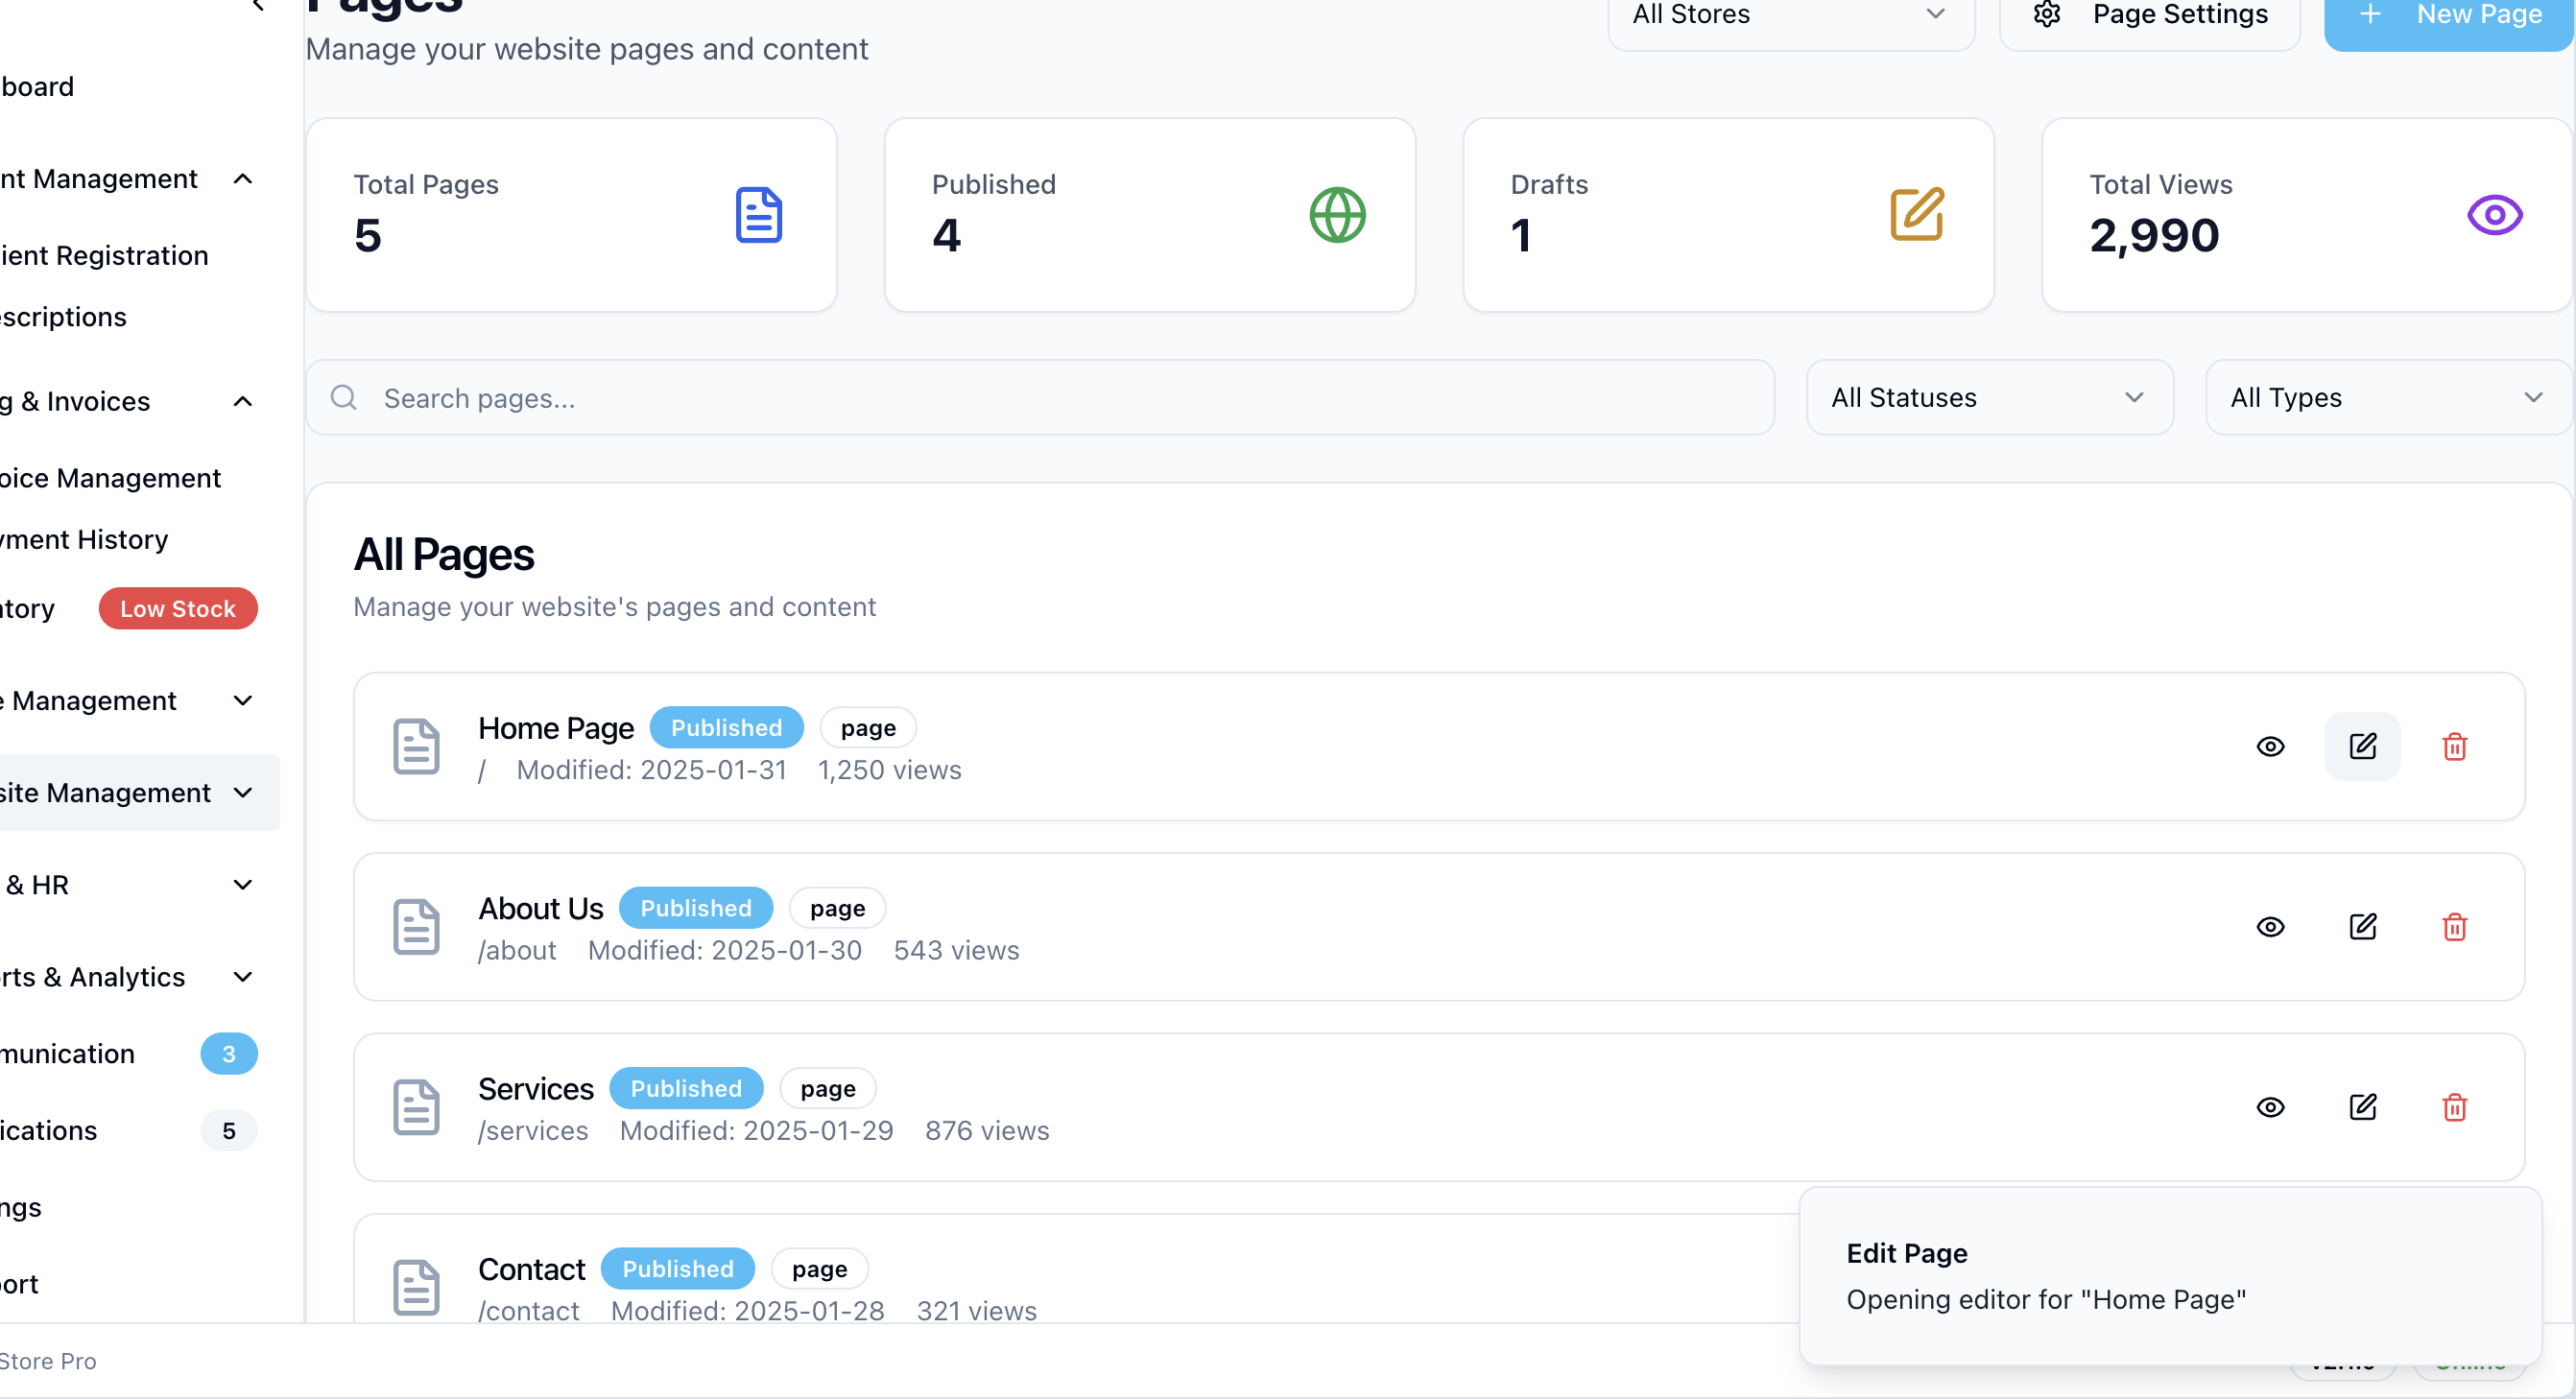 Pages
Manage your website pages and content
All Stores
Page Settings
New Page
board
nt Management
ient Registration
scriptions
g & Invoices
oice Management
yment History
tory
Low Stock
e Management
site Management
& HR
rts & Analytics
munication
3
ications
5
ngs
ort
Total Pages
5
Published
4
Drafts
1
Total Views
2,990
Search pages...
All Statuses
All Types
All Pages
Manage your website's pages and content
Home Page Published page
/ Modified: 2025-01-31 1,250 views
About Us Published page
/about Modified: 2025-01-30 543 views
Services Published page
/services Modified: 2025-01-29 876 views
Contact Published page
/contact Modified: 2025-01-28 321 views
Edit Page
Opening editor for "Home Page"
Store Pro
Online